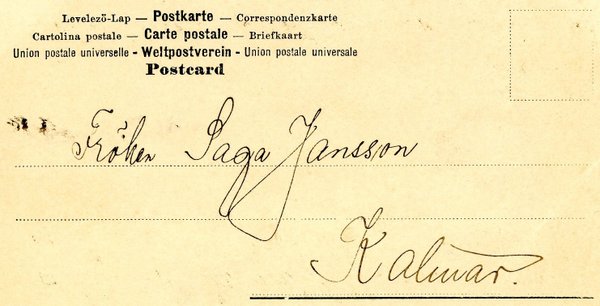 Levelező-Lap — Postkarte — Correspondenzkarte
Cartolina postale — Carte postale — Briefkaart
Union postale universelle - Weltpostverein - Union postale universale
Postcard
Fröken Saga Jansson
Kalmar.